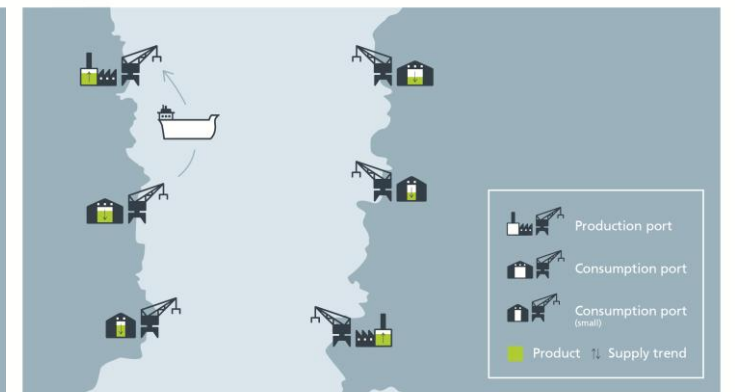 Production port
Consumption port
Consumption port
(small)
Product ↑↓ Supply trend